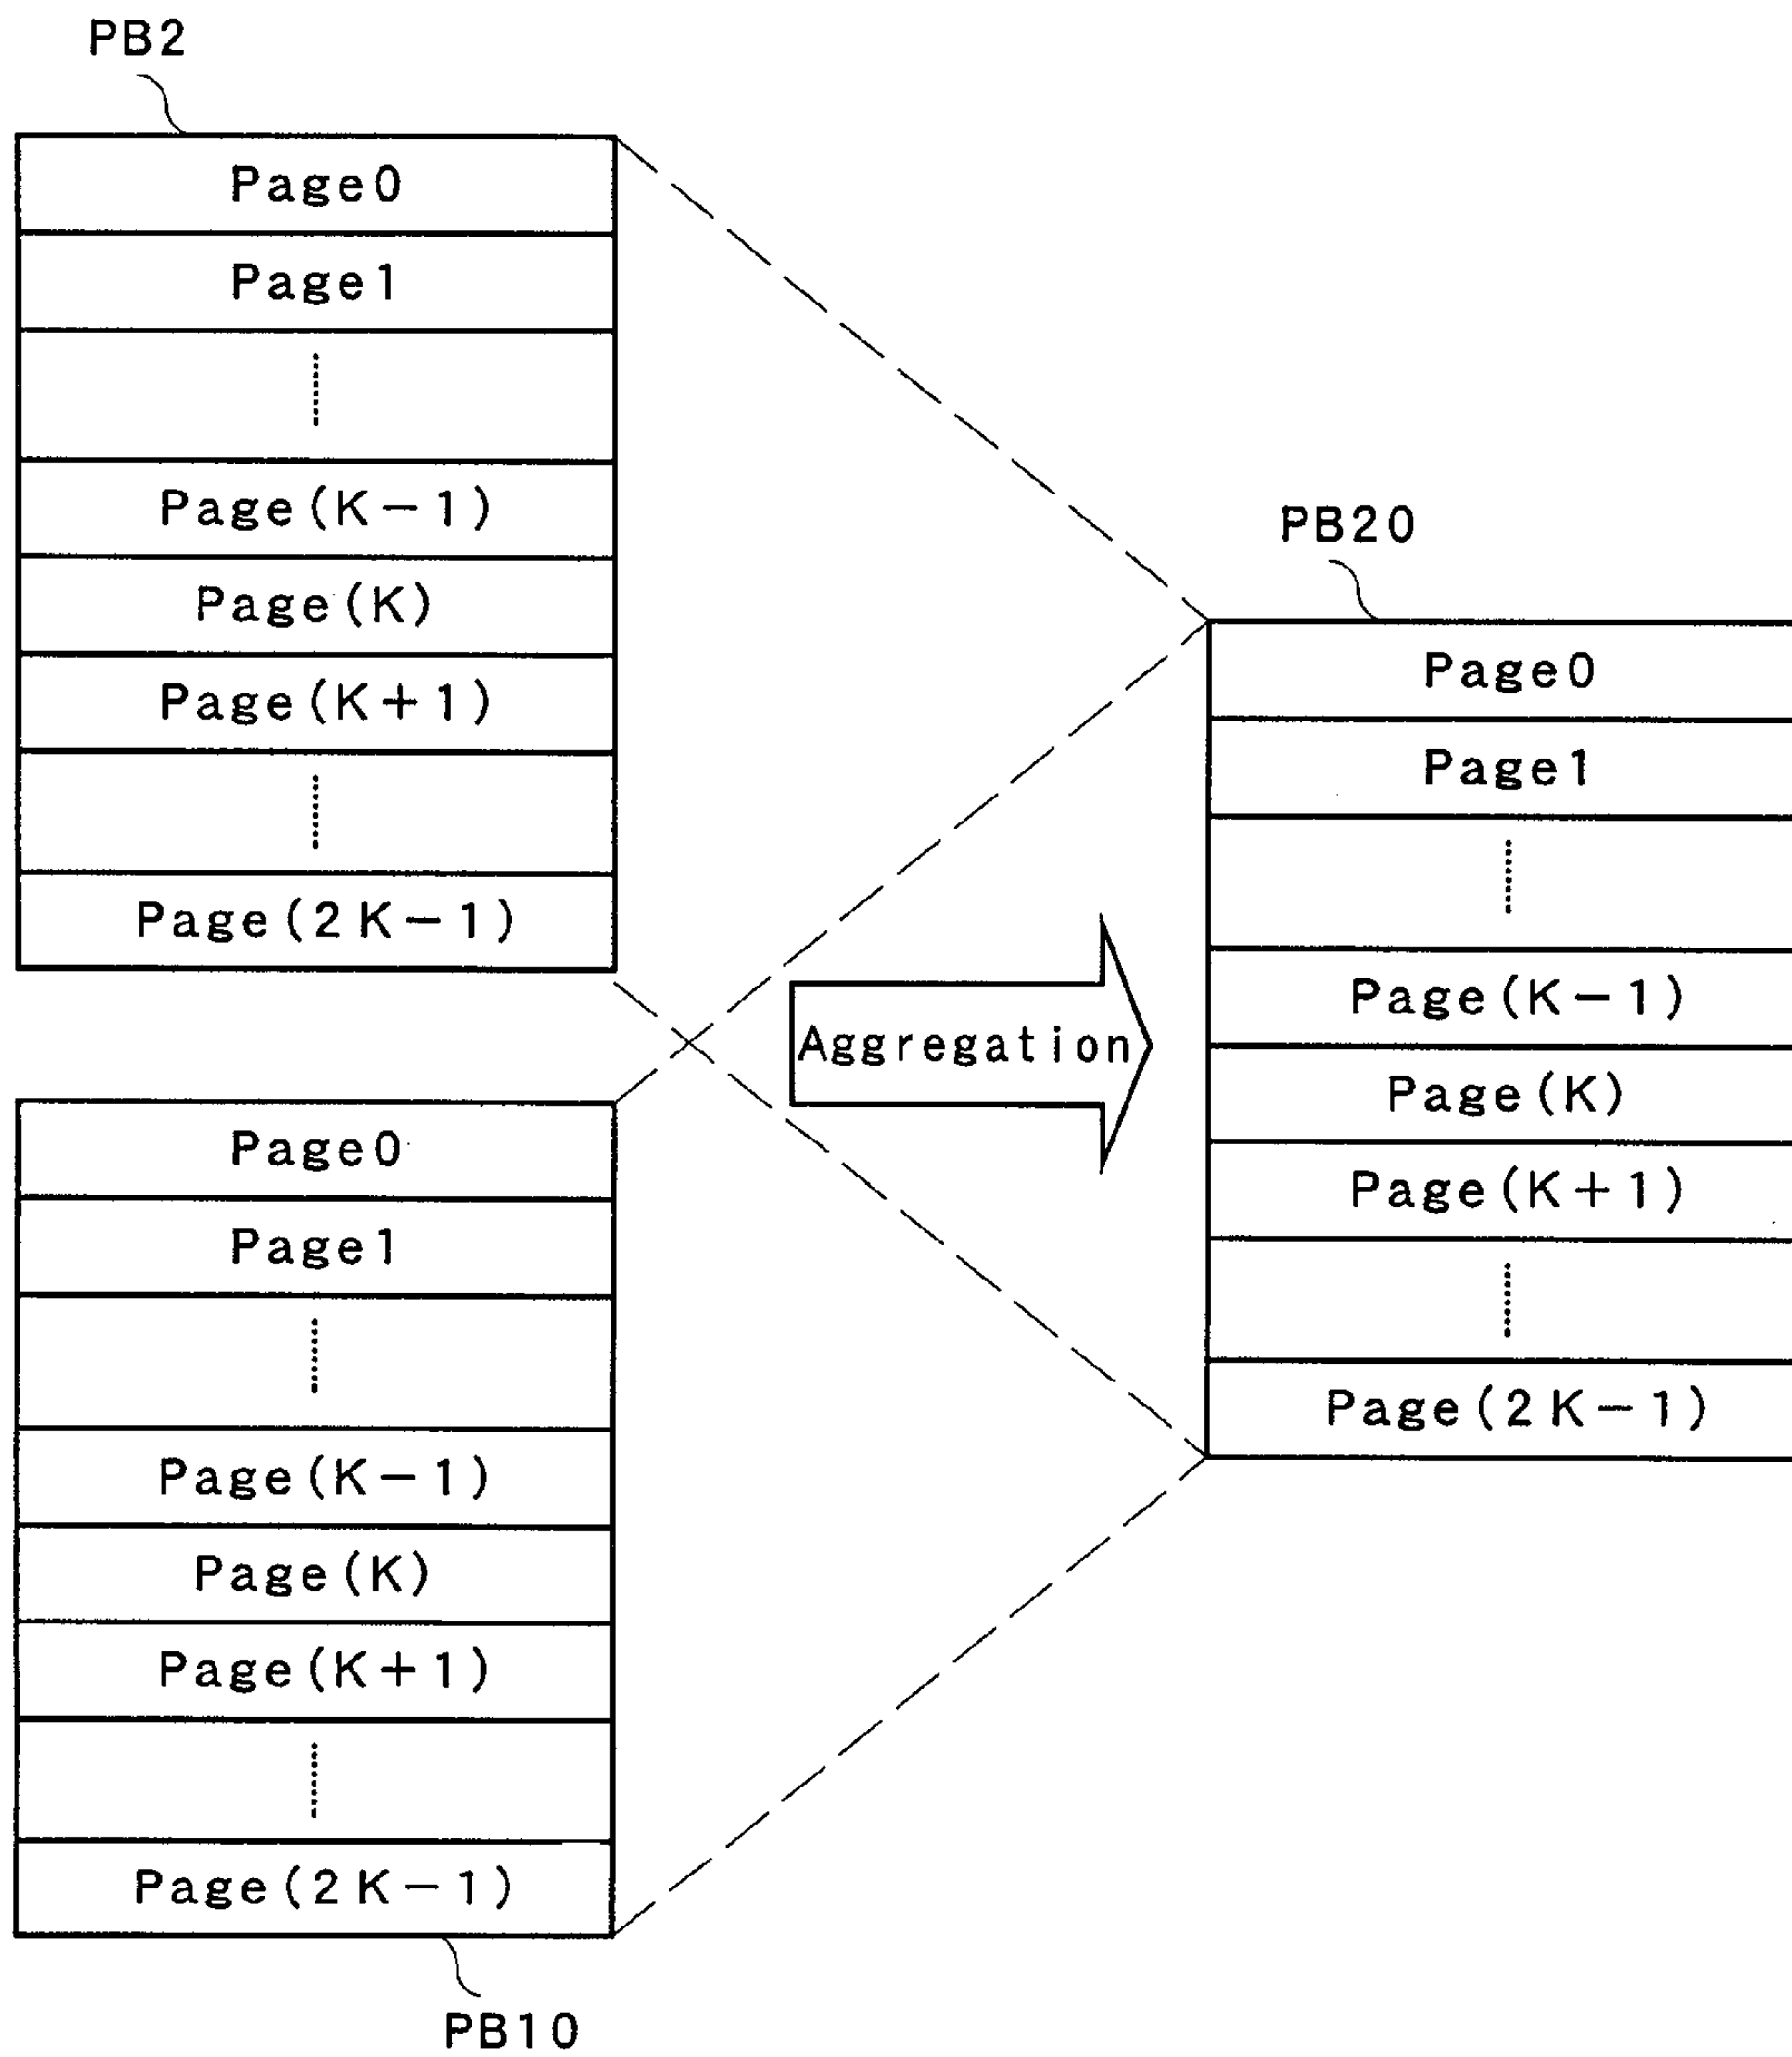 PB2
Page0
Page1
Page(K-1)
Page(K)
Page(K+1)
Page(2K-1)
Aggregation
Page0
Page1
Page(K-1)
Page(K)
Page(K+1)
Page(2K-1)
PB10
PB20
Page0
Page1
Page(K-1)
Page(K)
Page(K+1)
Page(2K-1)